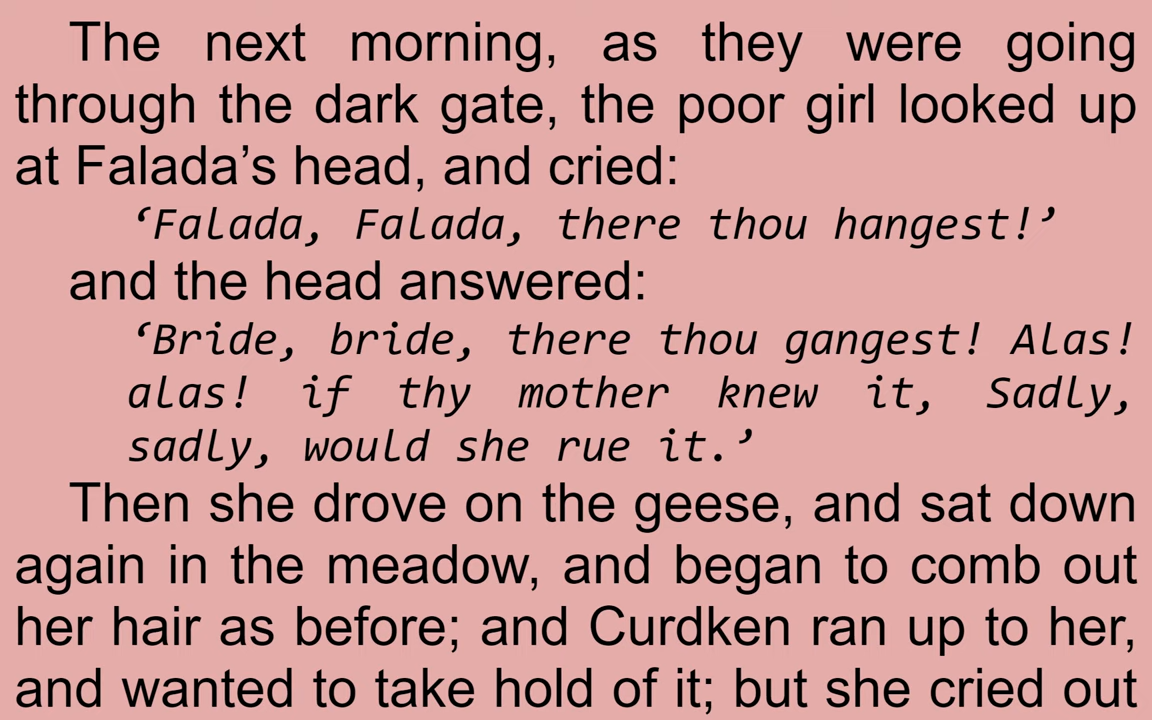 The next morning, as they were going
through the dark gate, the poor girl looked up
at Falada’s head, and cried:
‘Falada, Falada, there thou hangest!’
and the head answered:
‘Bride, bride, there thou gangest! Alas!
alas! if thy mother knew it, Sadly,
sadly, would she rue it.’
Then she drove on the geese, and sat down
again in the meadow, and began to comb out
her hair as before; and Curdken ran up to her,
and wanted to take hold of it; but she cried out